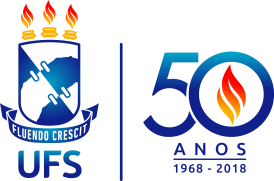 FLUENDO CRESCIT
UFS
50
ANOS
1968 - 2018